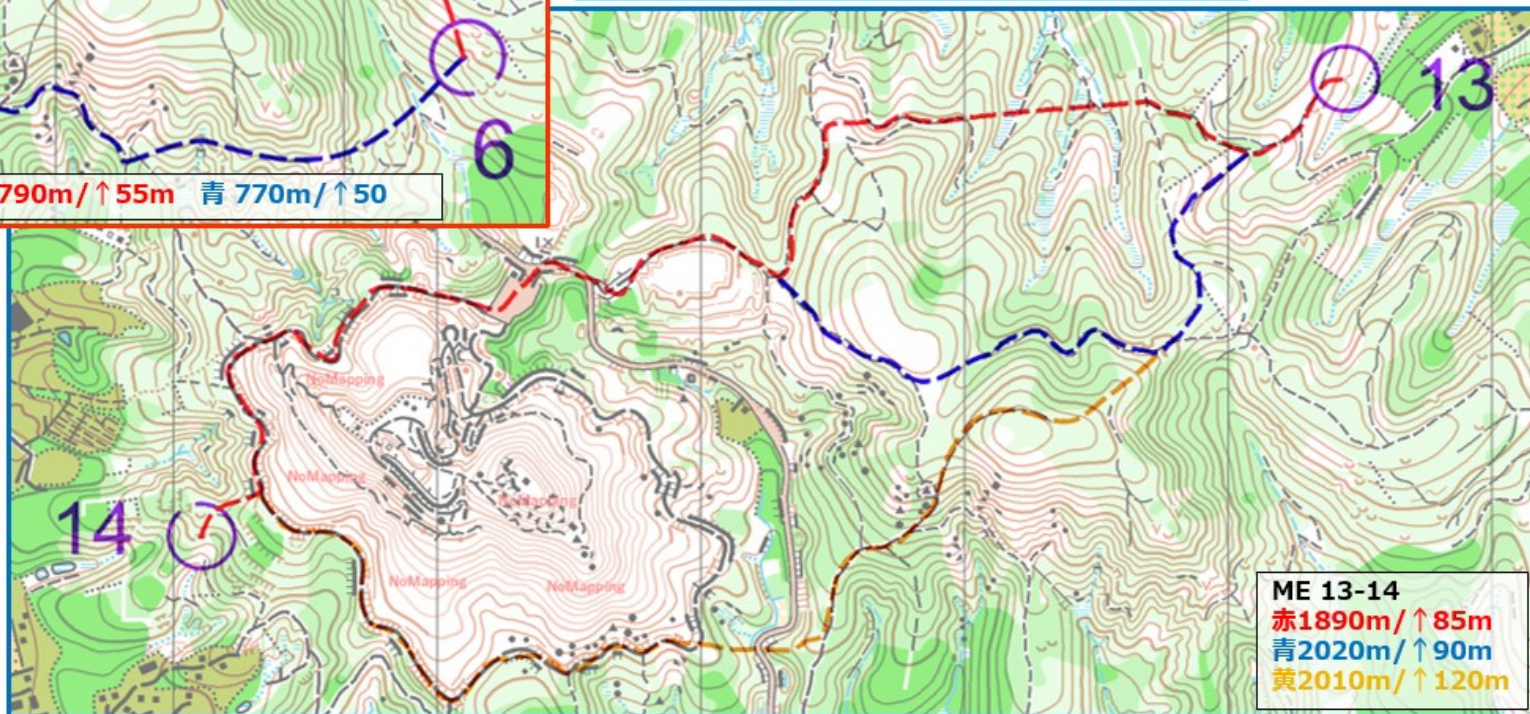 6
790m/↑55m 青 770m/↑50
13
NoMapping
NoMapping
NoMapping
14
NoMapping
NoMapping
ME 13-14
赤1890m/↑85m
青2020m/↑90m
黄2010m/↑120m